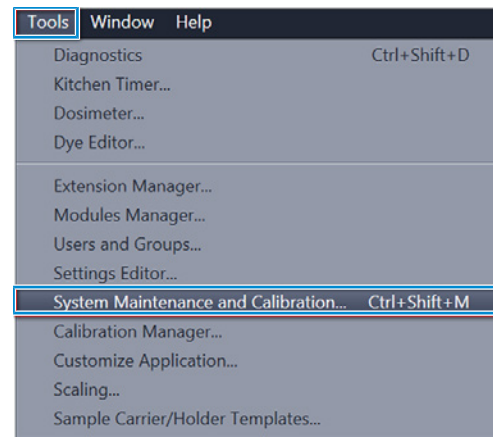 Tools Window Help
Diagnostics Ctrl+Shift+D
Kitchen Timer...
Dosimeter...
Dye Editor...
Extension Manager...
Modules Manager...
Users and Groups...
Settings Editor...
System Maintenance and Calibration... Ctrl+Shift+M
Calibration Manager...
Customize Application...
Scaling...
Sample Carrier/Holder Templates...